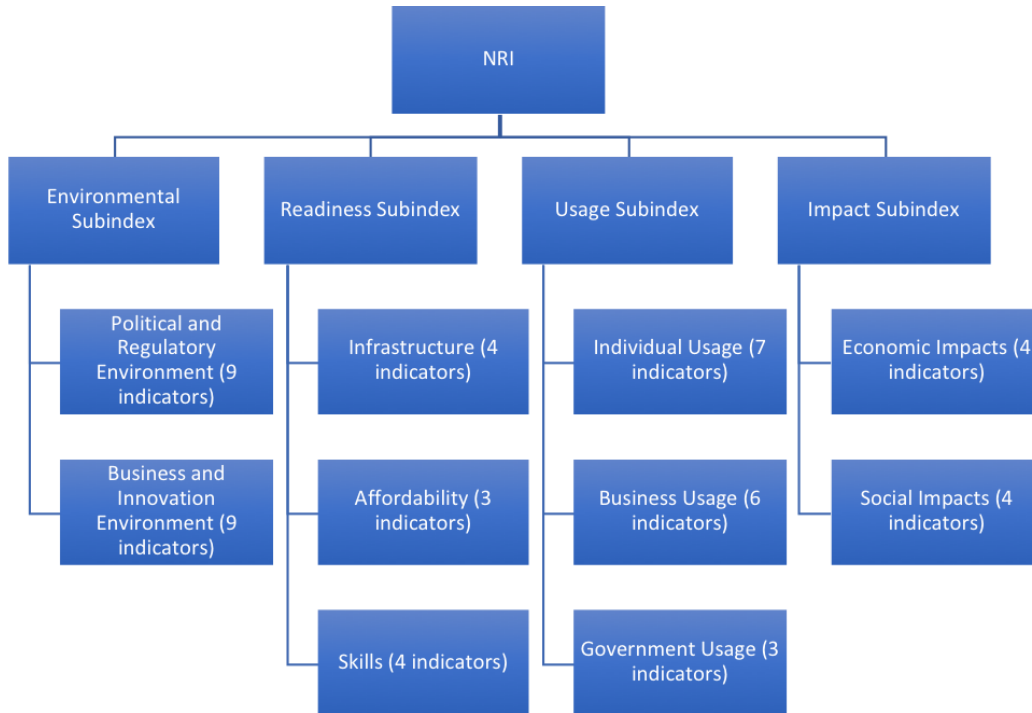 NRI
Environmental
Subindex
Readiness Subindex
Usage Subindex
Impact Subindex
Political and
Regulatory
Environment (9
indicators)
Infrastructure (4
indicators)
Individual Usage (7
indicators)
Economic Impacts (4
indicators)
Business and
Innovation
Environment (9
indicators)
Affordability (3
indicators)
Business Usage (6
indicators)
Social Impacts (4
indicators)
Skills (4 indicators)
Government Usage (3
indicators)